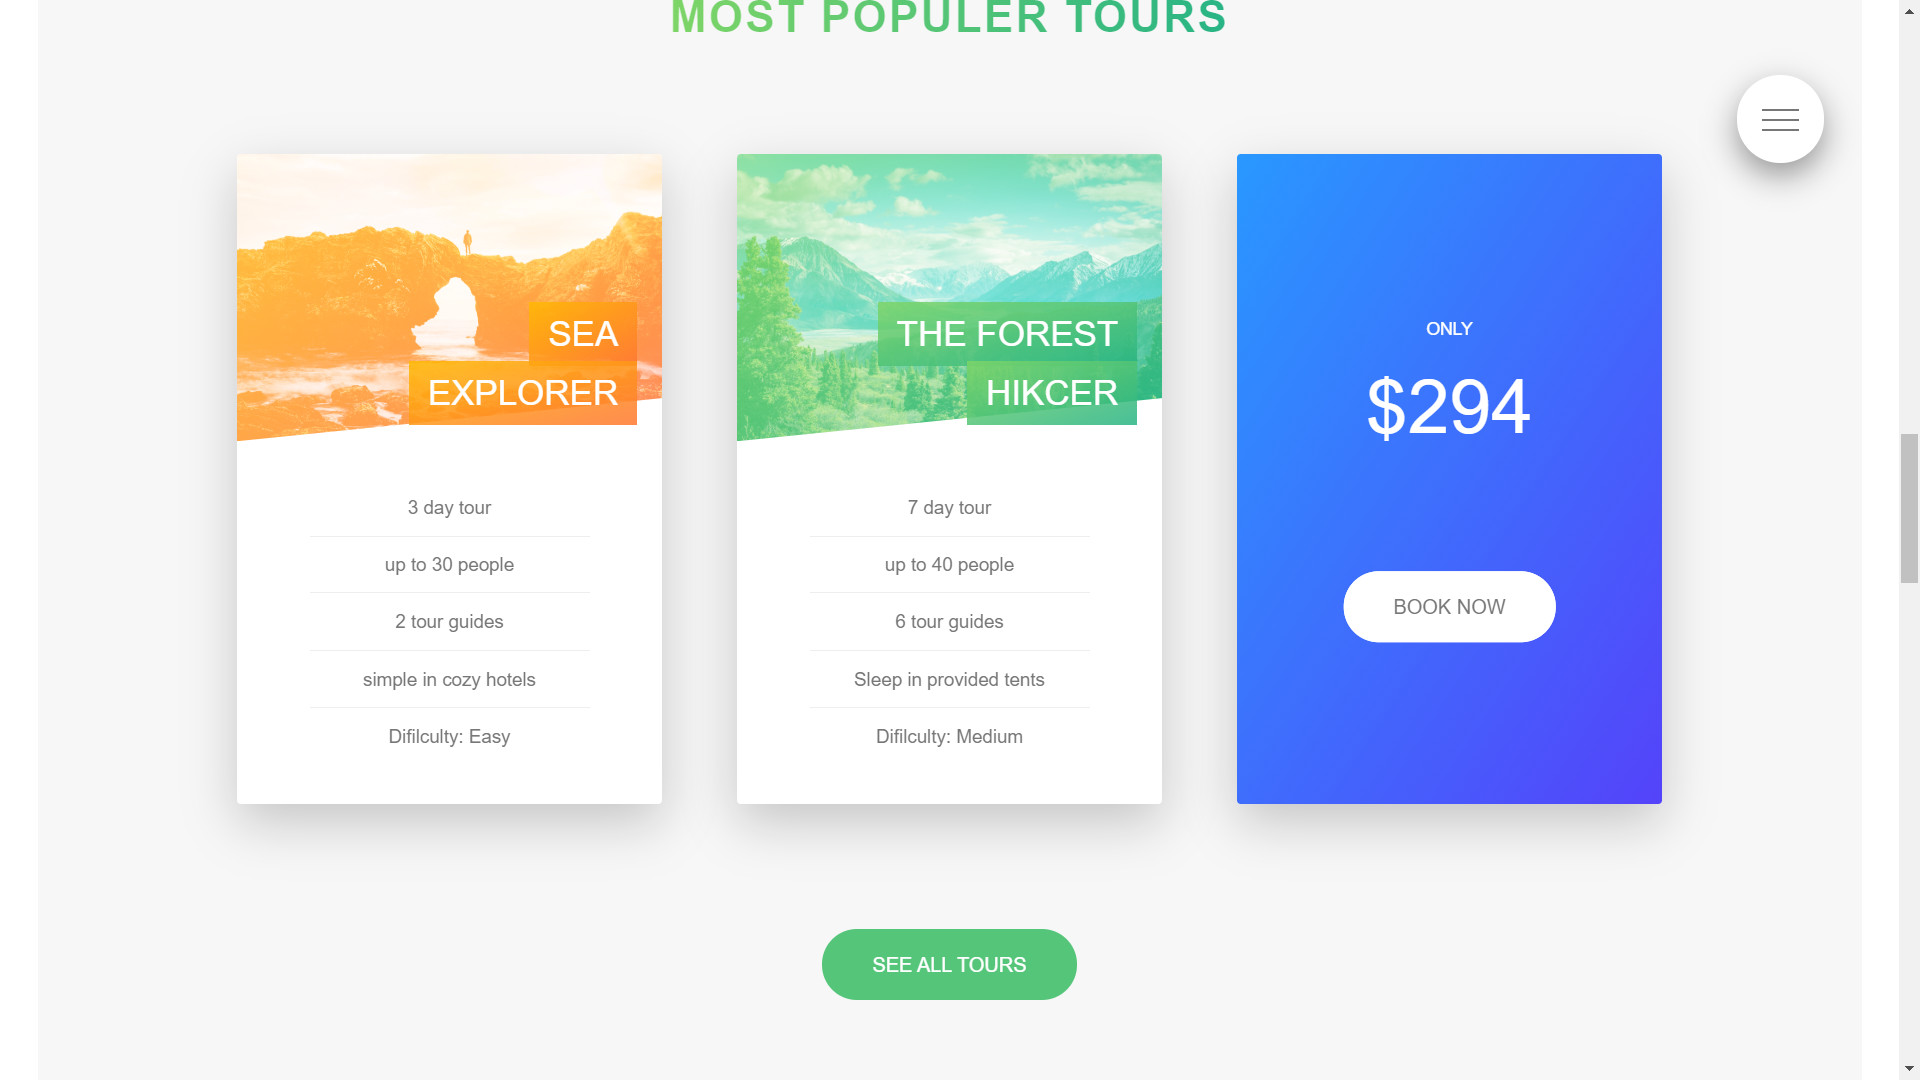 MOST POPULER TOURS
SEA
EXPLORER
3 day tour
up to 30 people
2 tour guides
simple in cozy hotels
Difilculty: Easy
THE FOREST
HIKCER
7 day tour
up to 40 people
6 tour guides
Sleep in provided tents
Difilculty: Medium
ONLY
$294
BOOK NOW
SEE ALL TOURS